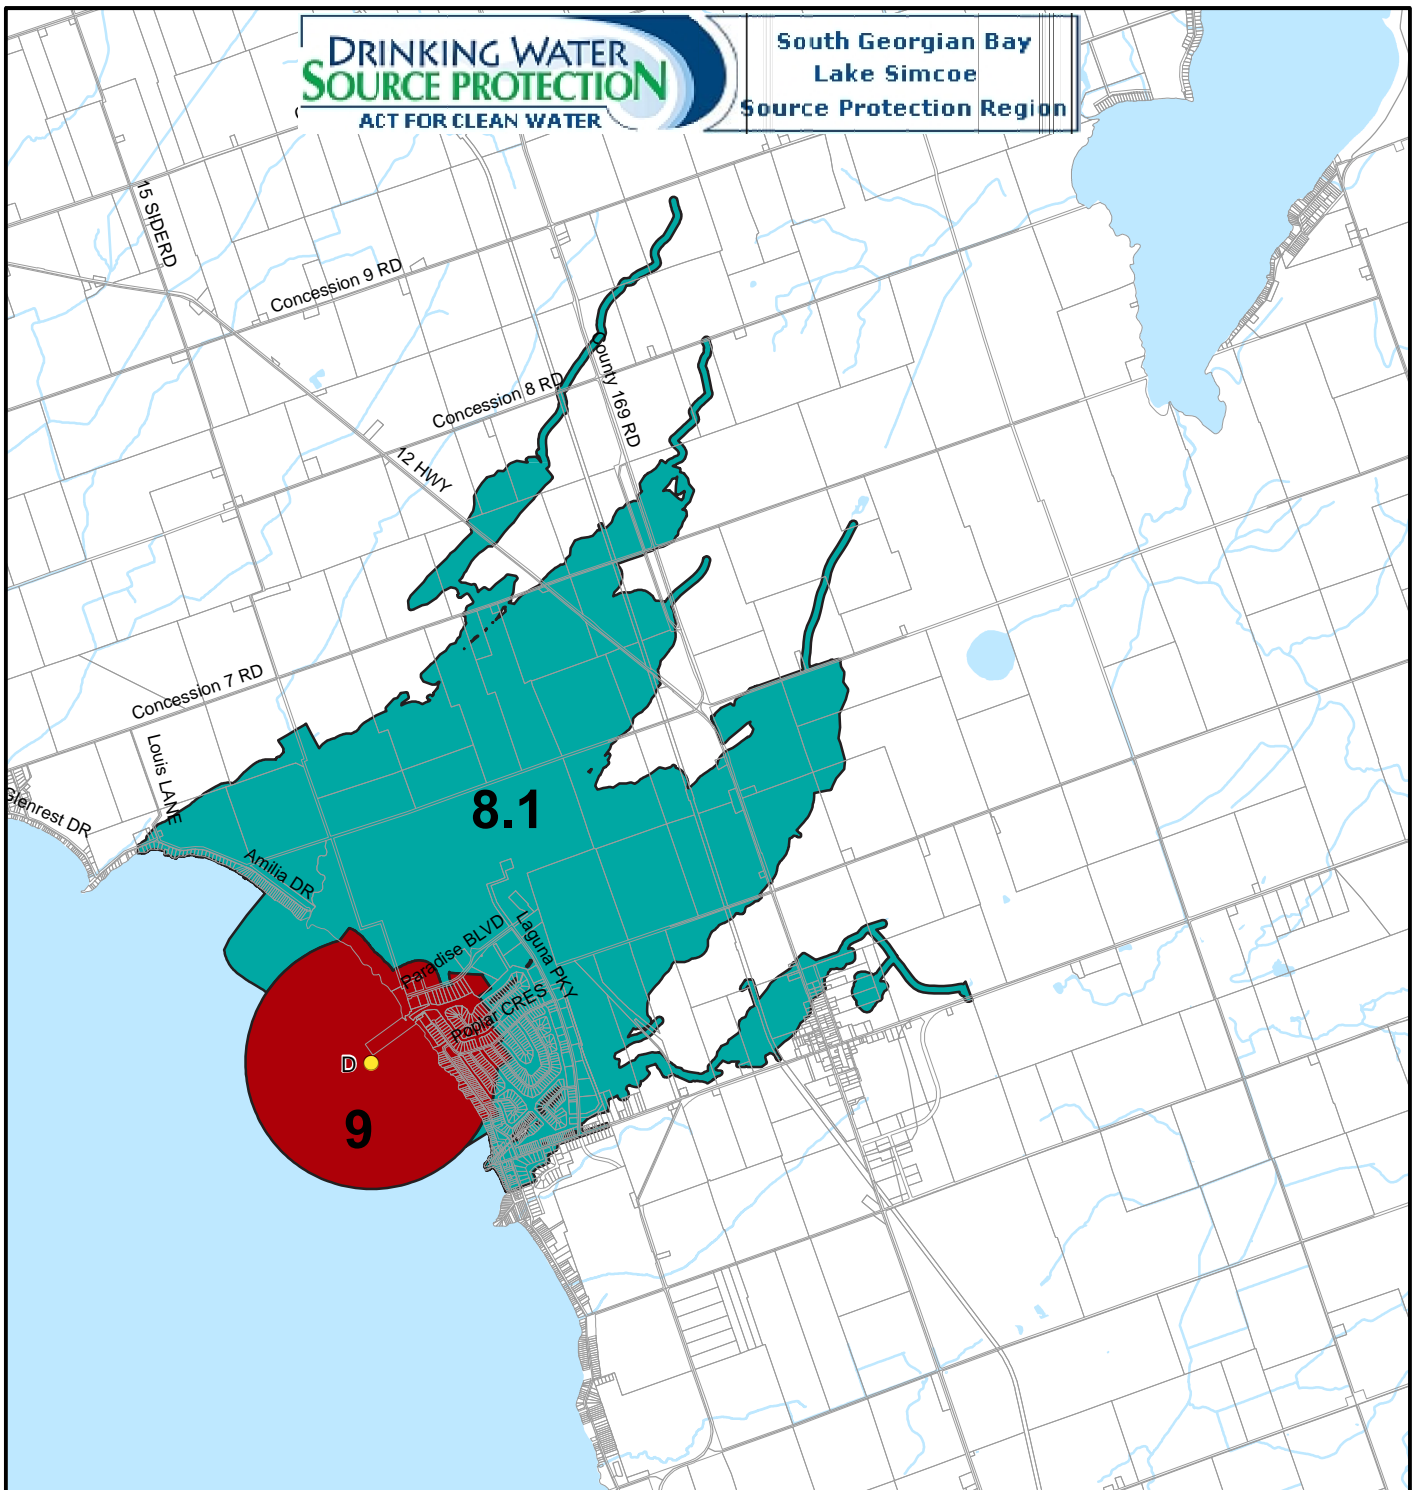 DRINKING WATER
SOURCE PROTECTION
ACT FOR CLEAN WATER
South Georgian Bay
Lake Simcoe
Source Protection Region
15 SIDERD
Concession 9 RD
County 169 RD
Concession 8 RD
12 HWY
Concession 7 RD
Louis LANE
Glenrest DR
8.1
Amilia DR
Paradise BLVD
Laguna PKY
Poplar CRES
D
9